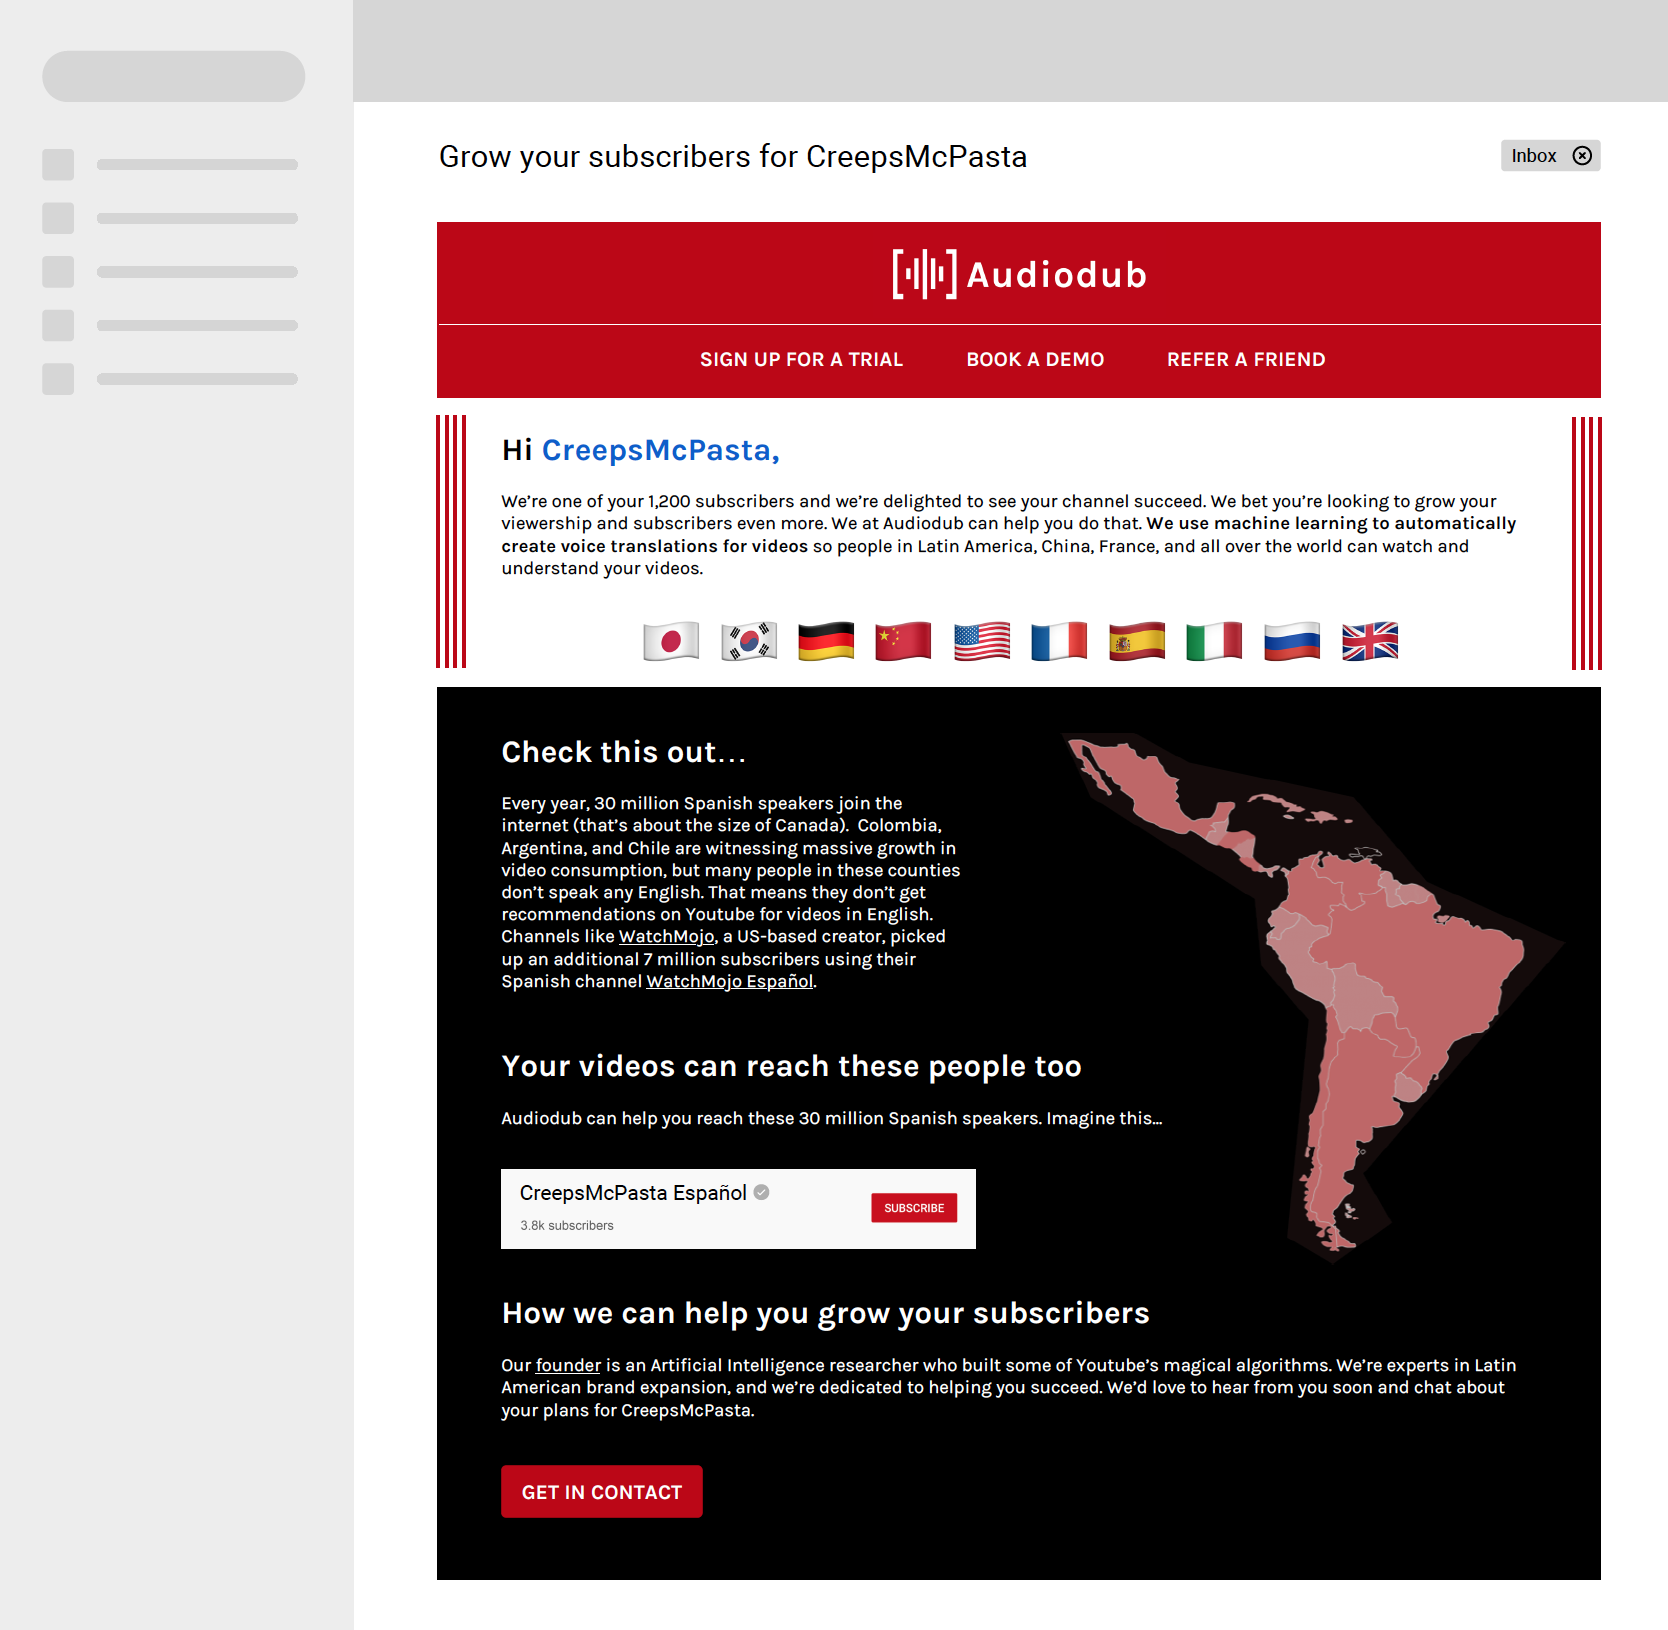 Grow your subscribers for CreepsMcPasta
Inbox
Audiodub
SIGN UP FOR A TRIAL BOOK A DEMO REFER A FRIEND
Hi CreepsMcPasta,
We’re one of your 1,200 subscribers and we’re delighted to see your channel succeed. We bet you’re looking to grow your
viewership and subscribers even more. We at Audiodub can help you do that. We use machine learning to automatically
create voice translations for videos so people in Latin America, China, France, and all over the world can watch and
understand your videos.
Check this out…
Every year, 30 million Spanish speakers join the
internet (that’s about the size of Canada). Colombia,
Argentina, and Chile are witnessing massive growth in
video consumption, but many people in these counties
don’t speak any English. That means they don’t get
recommendations on Youtube for videos in English.
Channels like WatchMojo, a US-based creator, picked
up an additional 7 million subscribers using their
Spanish channel WatchMojo Español.
Your videos can reach these people too
Audiodub can help you reach these 30 million Spanish speakers. Imagine this...
CreepsMcPasta Español
SUBSCRIBE
3.8k subscribers
How we can help you grow your subscribers
Our founder is an Artificial Intelligence researcher who built some of Youtube’s magical algorithms. We’re experts in Latin
American brand expansion, and we’re dedicated to helping you succeed. We’d love to hear from you soon and chat about
your plans for CreepsMcPasta.
GET IN CONTACT